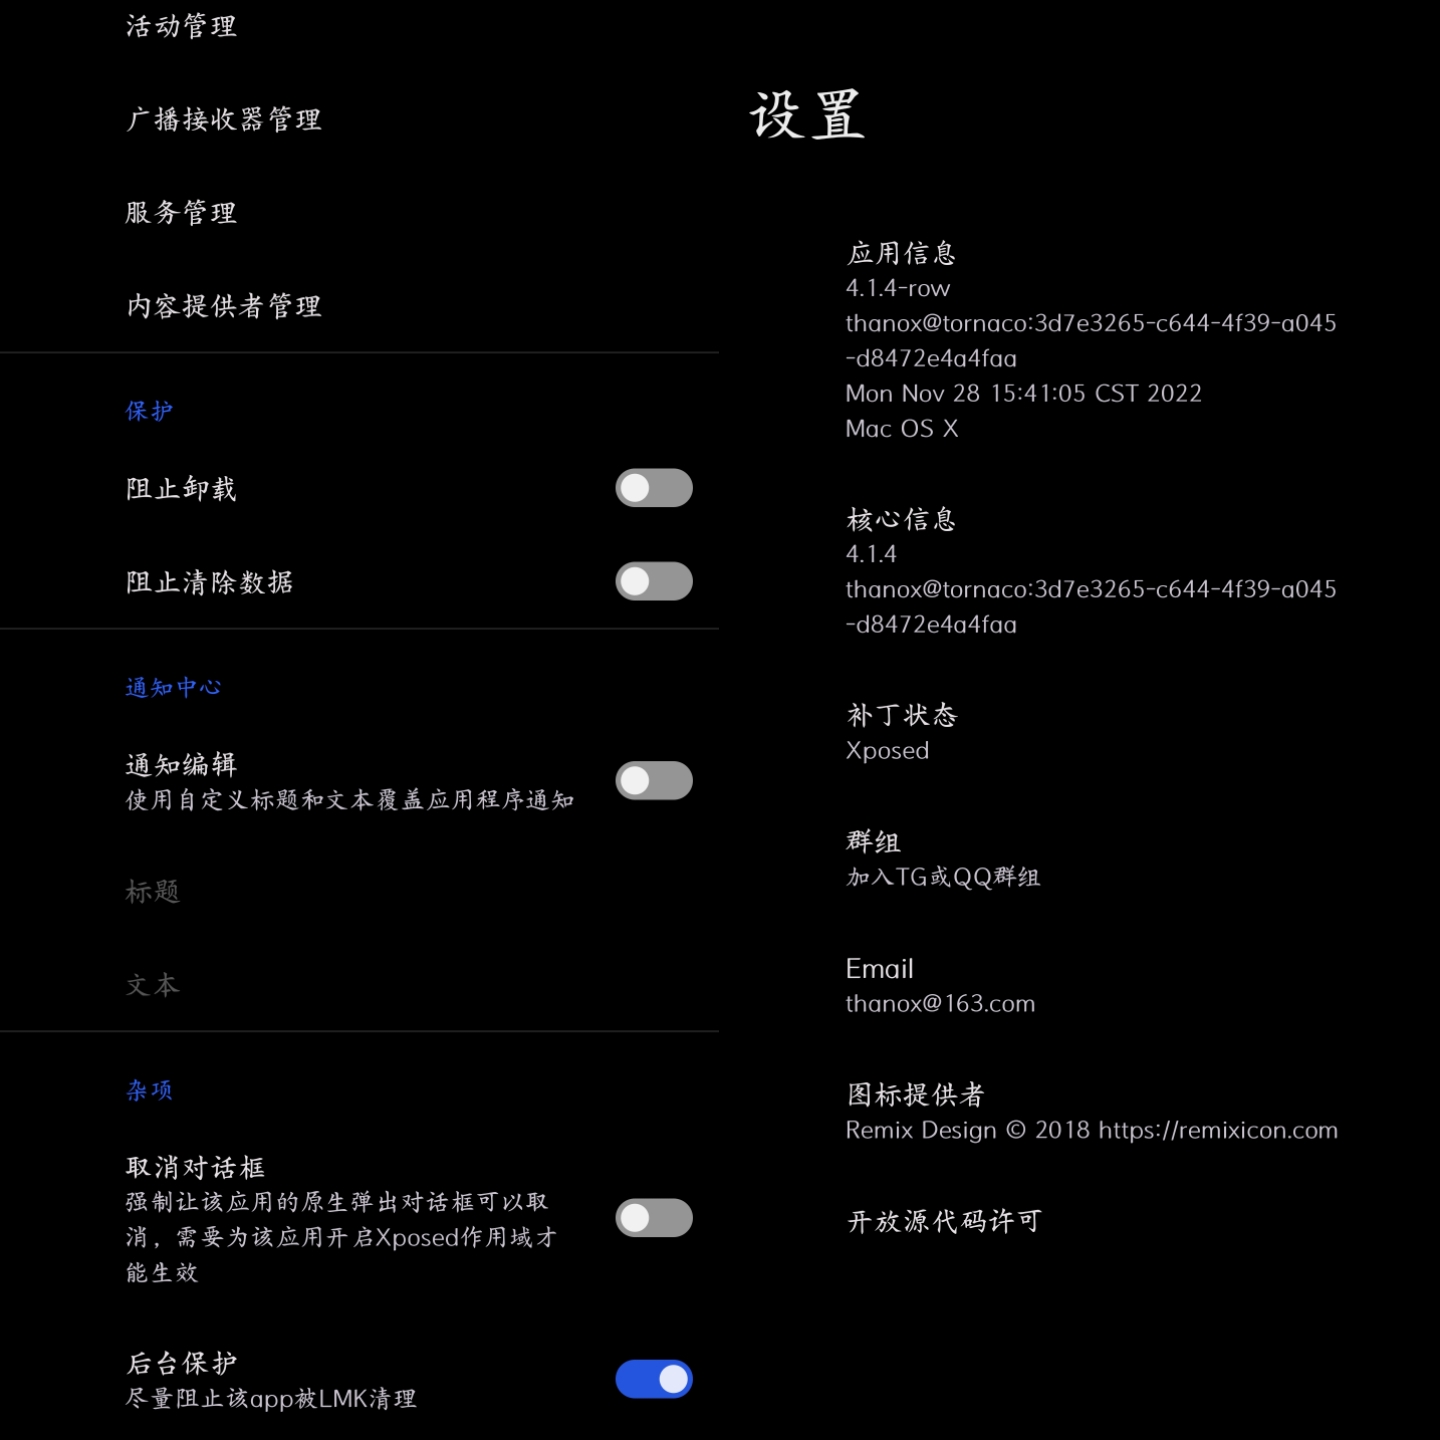 活动管理
广播接收器管理
服务管理
内容提供者管理
保护
阻止卸载
阻止清除数据
通知中心
通知编辑
使用自定义标题和文本覆盖应用程序通知
标题
文本
杂项
取消对话框
强制让该应用的原生弹出对话框可以取
消，需要为该应用开启Xposed作用域才
能生效
后台保护
尽量阻止该app被LMK清理
设置
应用信息
4.1.4-row
thanox@tornaco:3d7e3265-c644-4f39-a045
-d8472e4a4faa
Mon Nov 28 15:41:05 CST 2022
Mac OS X
核心信息
4.1.4
thanox@tornaco:3d7e3265-c644-4f39-a045
-d8472e4a4faa
补丁状态
Xposed
群组
加入TG或QQ群组
Email
thanox@163.com
图标提供者
Remix Design © 2018 https://remixicon.com
开放源代码许可